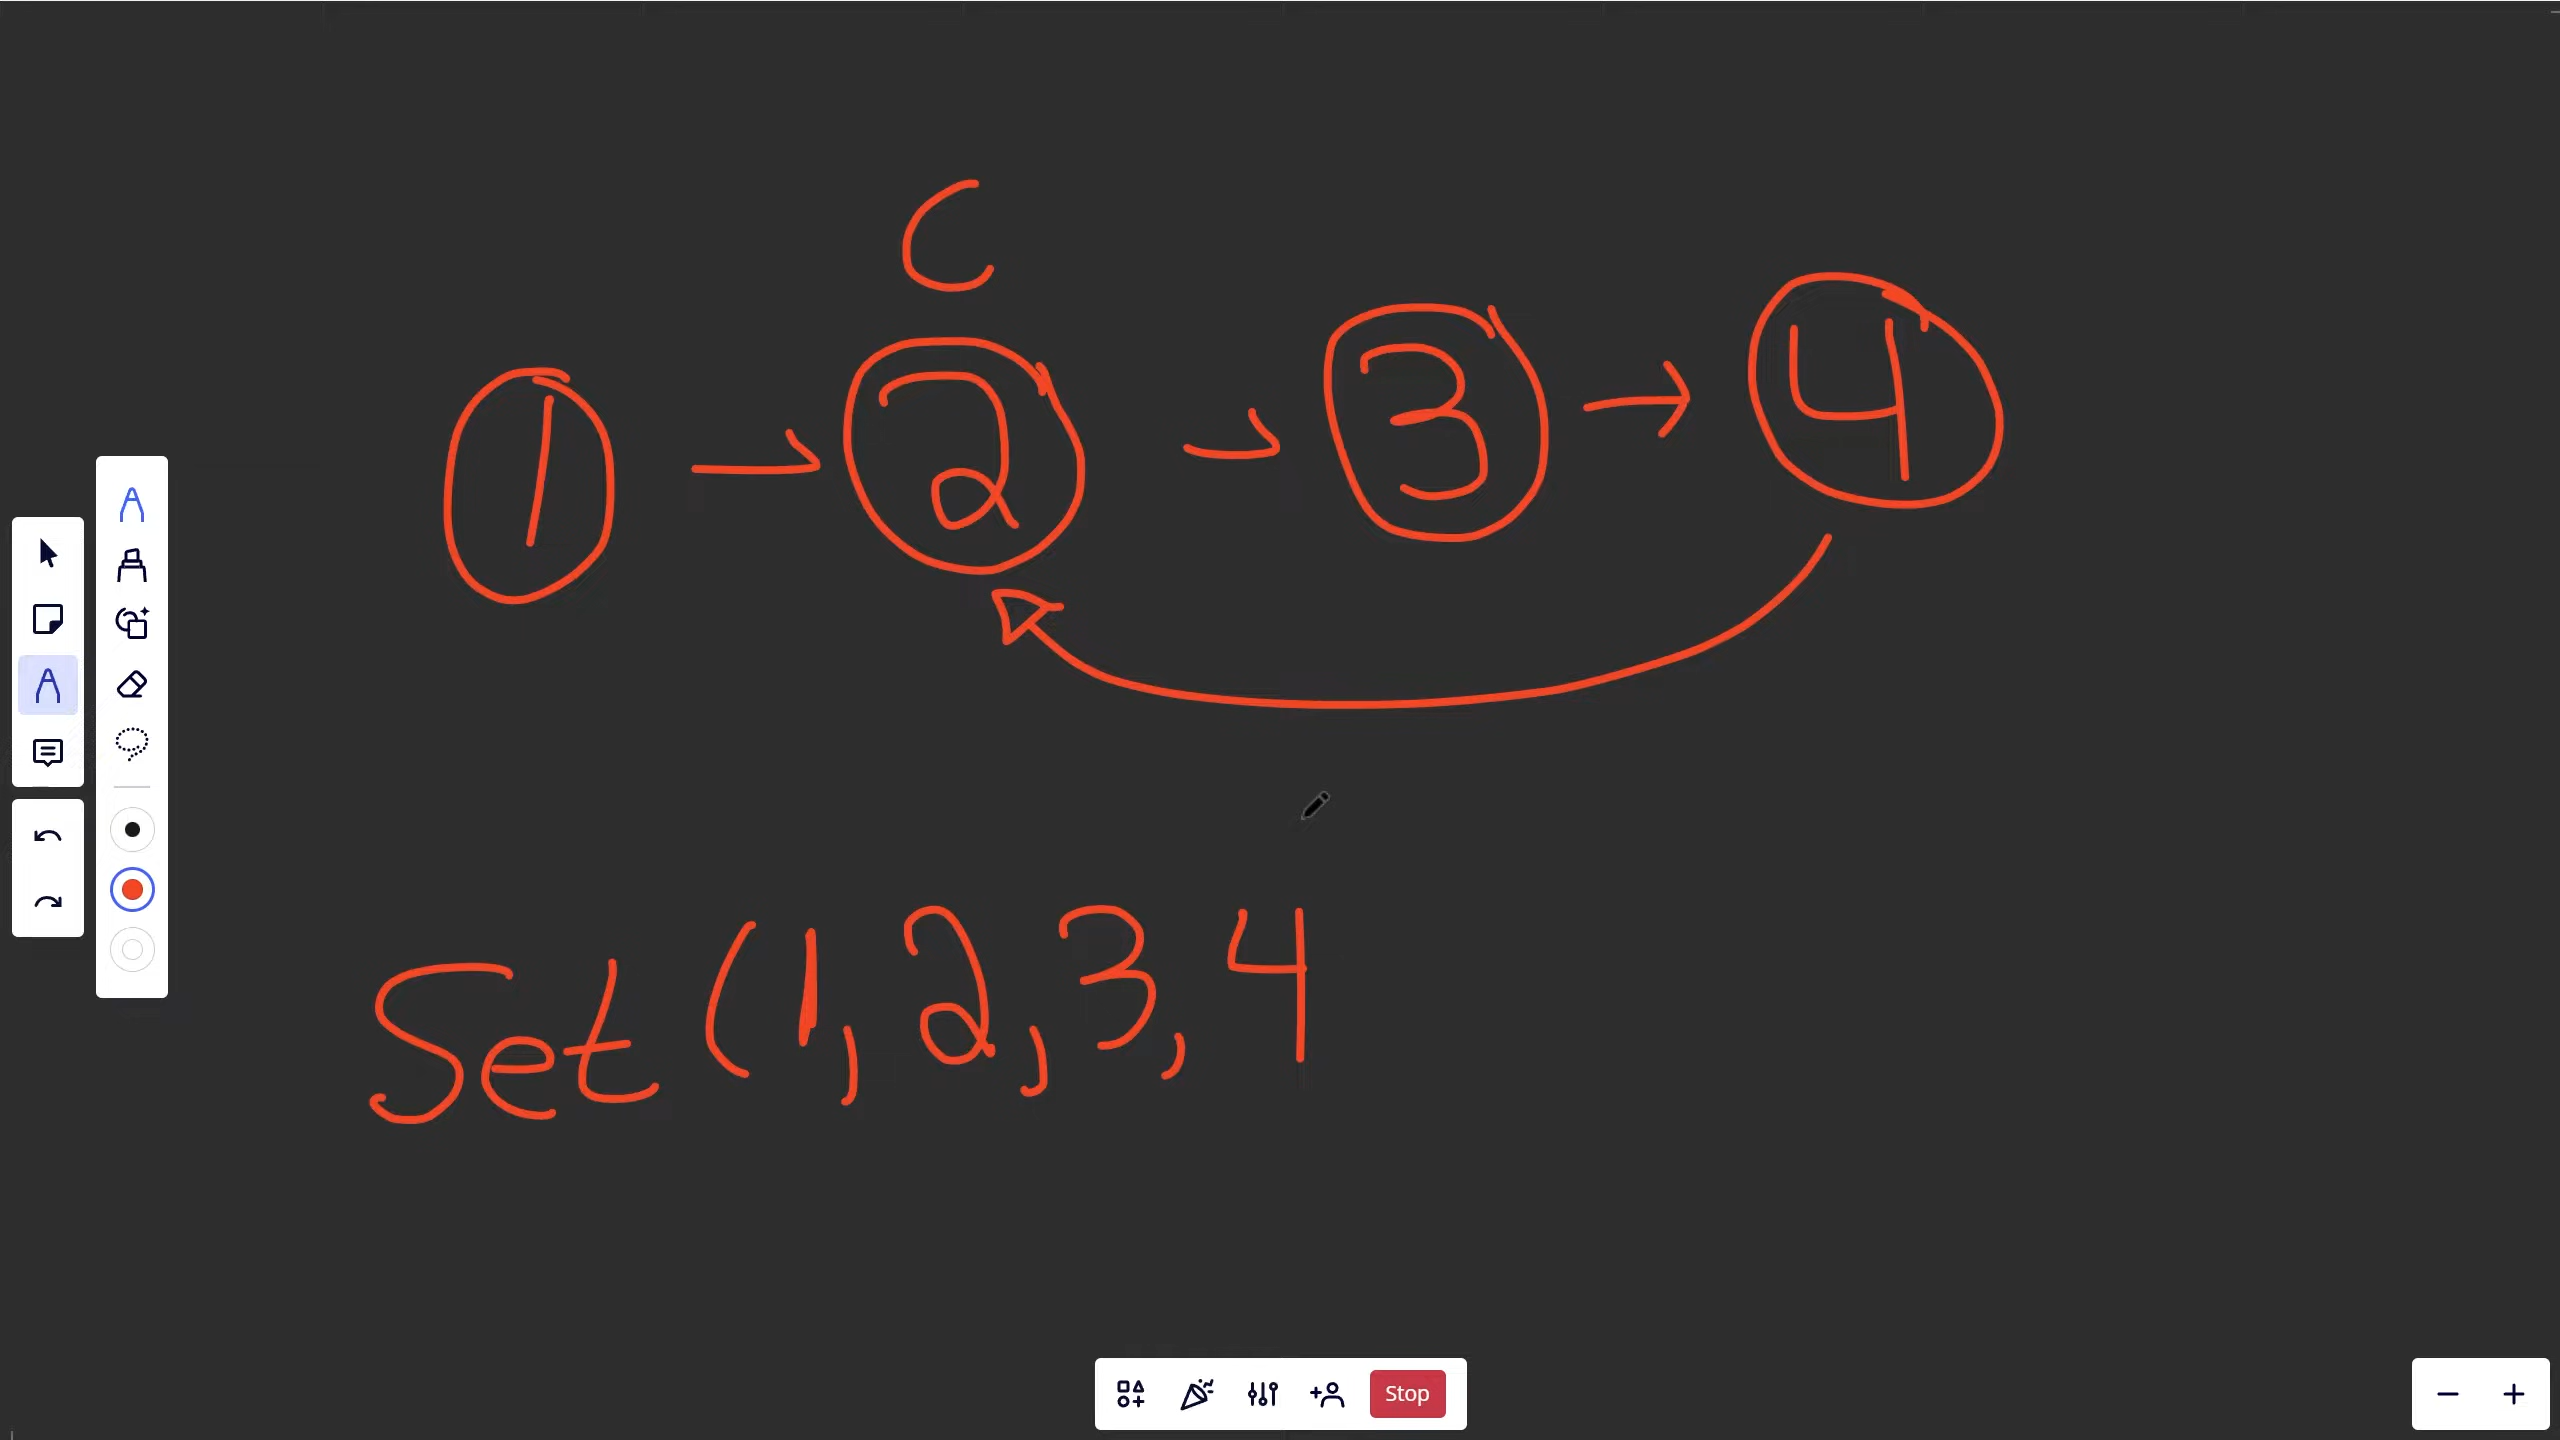 C
1 → 2 → 3 → 4
Set (1, 2, 3, 4
Stop